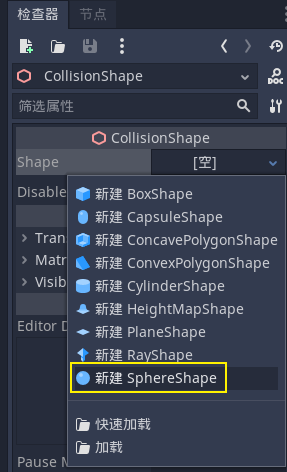 检查器 节点
CollisionShape
DOC
筛选属性
CollisionShape
Shape [空]
Disable
新建 BoxShape
新建 CapsuleShape
新建 ConcavePolygonShape
Tran
新建 ConvexPolygonShape
Matr
新建 CylinderShape
Visib
新建 HeightMapShape
新建 PlaneShape
Editor D
新建 RayShape
新建 SphereShape
快速加载
加载
Pause M